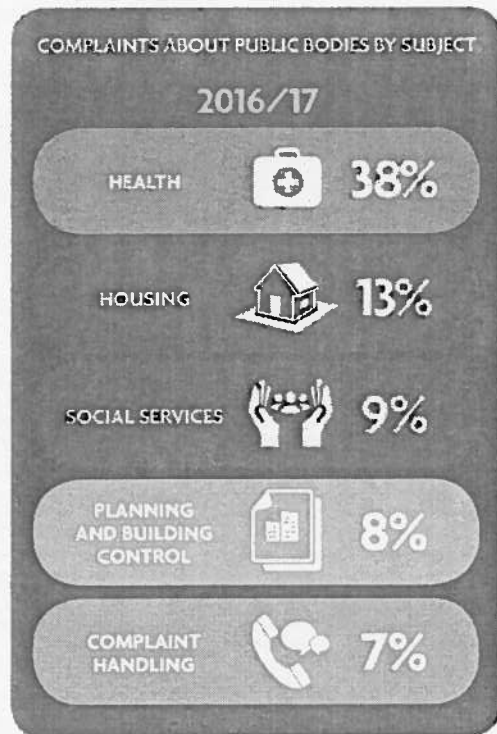 COMPLAINTS ABOUT PUBLIC BODIES BY SUBJECT
2016/17
HEALTH 38%
HOUSING 13%
SOCIAL SERVICES 9%
PLANNING
AND BUILDING 8%
CONTROL
COMPLAINT 7%
HANDLING